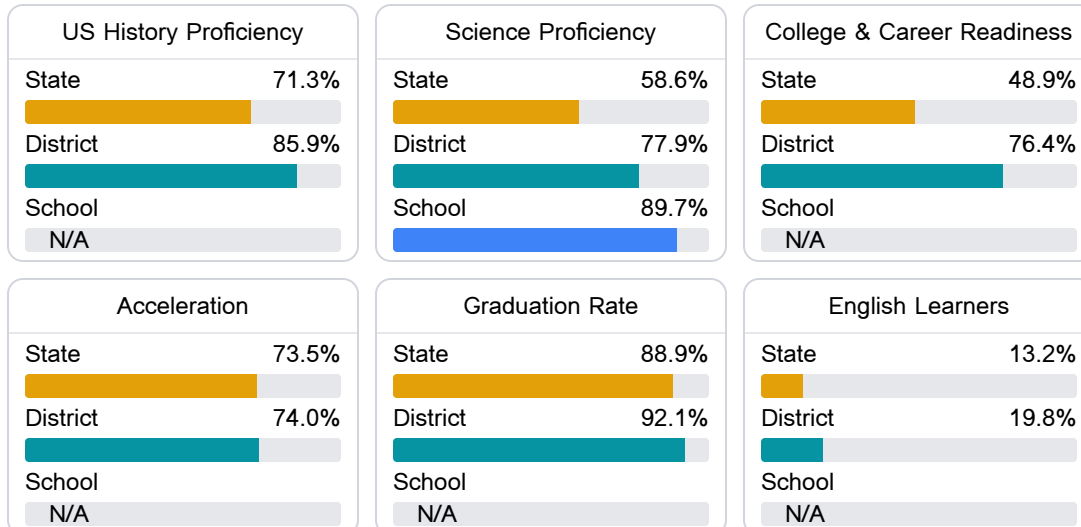 US History Proficiency
State 71.3%
District 85.9%
School
N/A
Science Proficiency
State 58.6%
District 77.9%
School 89.7%
College & Career Readiness
State 48.9%
District 76.4%
School
N/A
Acceleration
State 73.5%
District 74.0%
School
N/A
Graduation Rate
State 88.9%
District 92.1%
School
N/A
English Learners
State 13.2%
District 19.8%
School
N/A